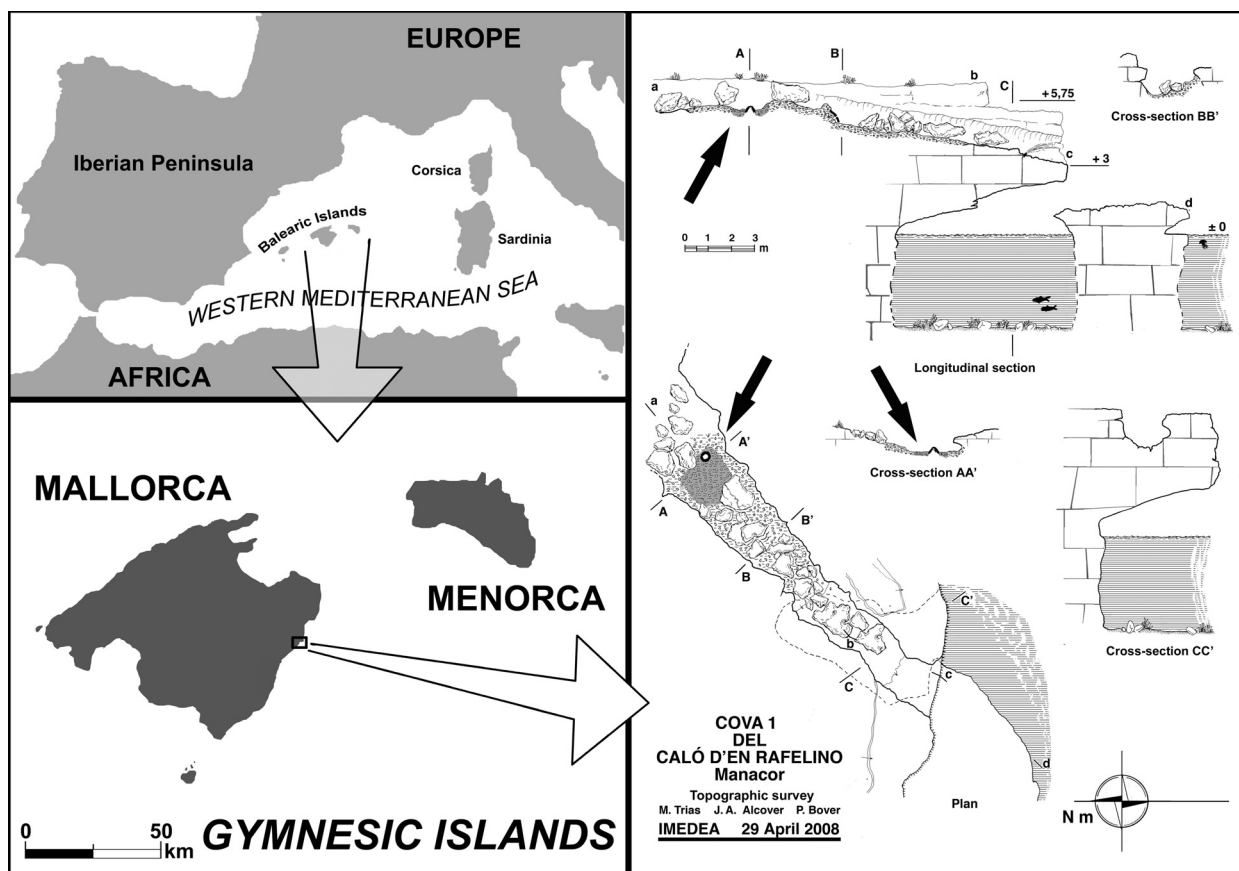 EUROPE
Iberian Peninsula
Corsica
Balearic Islands
Sardinia
WESTERN MEDITERRANEAN SEA
AFRICA
MALLORCA
MENORCA
0 50
km
GYMNESIC ISLANDS
A B
a b C
+5,75
Cross-section BB'
c
+ 3
d
0 1 2 3
m
± 0
Longitudinal section
a
A'
Cross-section AA'
A
B'
B
C'
b
c
C
Cross-section CC'
d
COVA 1
DEL
CALÓ D'EN RAFELINO
Manacor
Topographic survey
M. Trias J. A. Alcover P. Bover
IMEDEA 29 April 2008
Plan
N m